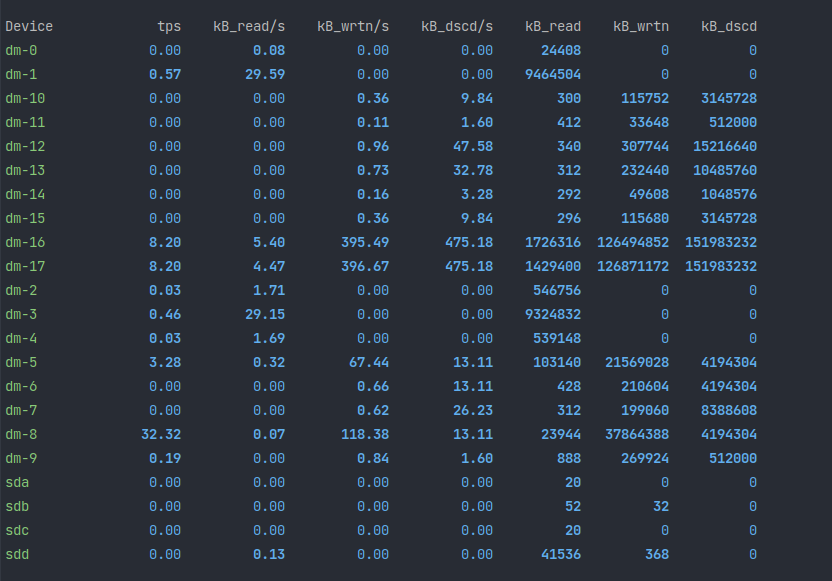 Device tps kB_read/s kB_wrtn/s kB_dscd/s kB_read kB_wrtn kB_dscd
dm-0 0.00 0.08 0.00 0.00 24408 0 0
dm-1 0.57 29.59 0.00 0.00 9464504 0 0
dm-10 0.00 0.00 0.36 9.84 300 115752 3145728
dm-11 0.00 0.00 0.11 1.60 412 33648 512000
dm-12 0.00 0.00 0.96 47.58 340 307744 15216640
dm-13 0.00 0.00 0.73 32.78 312 232440 10485760
dm-14 0.00 0.00 0.16 3.28 292 49608 1048576
dm-15 0.00 0.00 0.36 9.84 296 115680 3145728
dm-16 8.20 5.40 395.49 475.18 1726316 126494852 151983232
dm-17 8.20 4.47 396.67 475.18 1429400 126871172 151983232
dm-2 0.03 1.71 0.00 0.00 546756 0 0
dm-3 0.46 29.15 0.00 0.00 9324832 0 0
dm-4 0.03 1.69 0.00 0.00 539148 0 0
dm-5 3.28 0.32 67.44 13.11 103140 21569028 4194304
dm-6 0.00 0.00 0.66 13.11 428 210604 4194304
dm-7 0.00 0.00 0.62 26.23 312 199060 8388608
dm-8 32.32 0.07 118.38 13.11 23944 37864388 4194304
dm-9 0.19 0.00 0.84 1.60 888 269924 512000
sda 0.00 0.00 0.00 0.00 20 0 0
sdb 0.00 0.00 0.00 0.00 52 32 0
sdc 0.00 0.00 0.00 0.00 20 0 0
sdd 0.00 0.13 0.00 0.00 41536 368 0